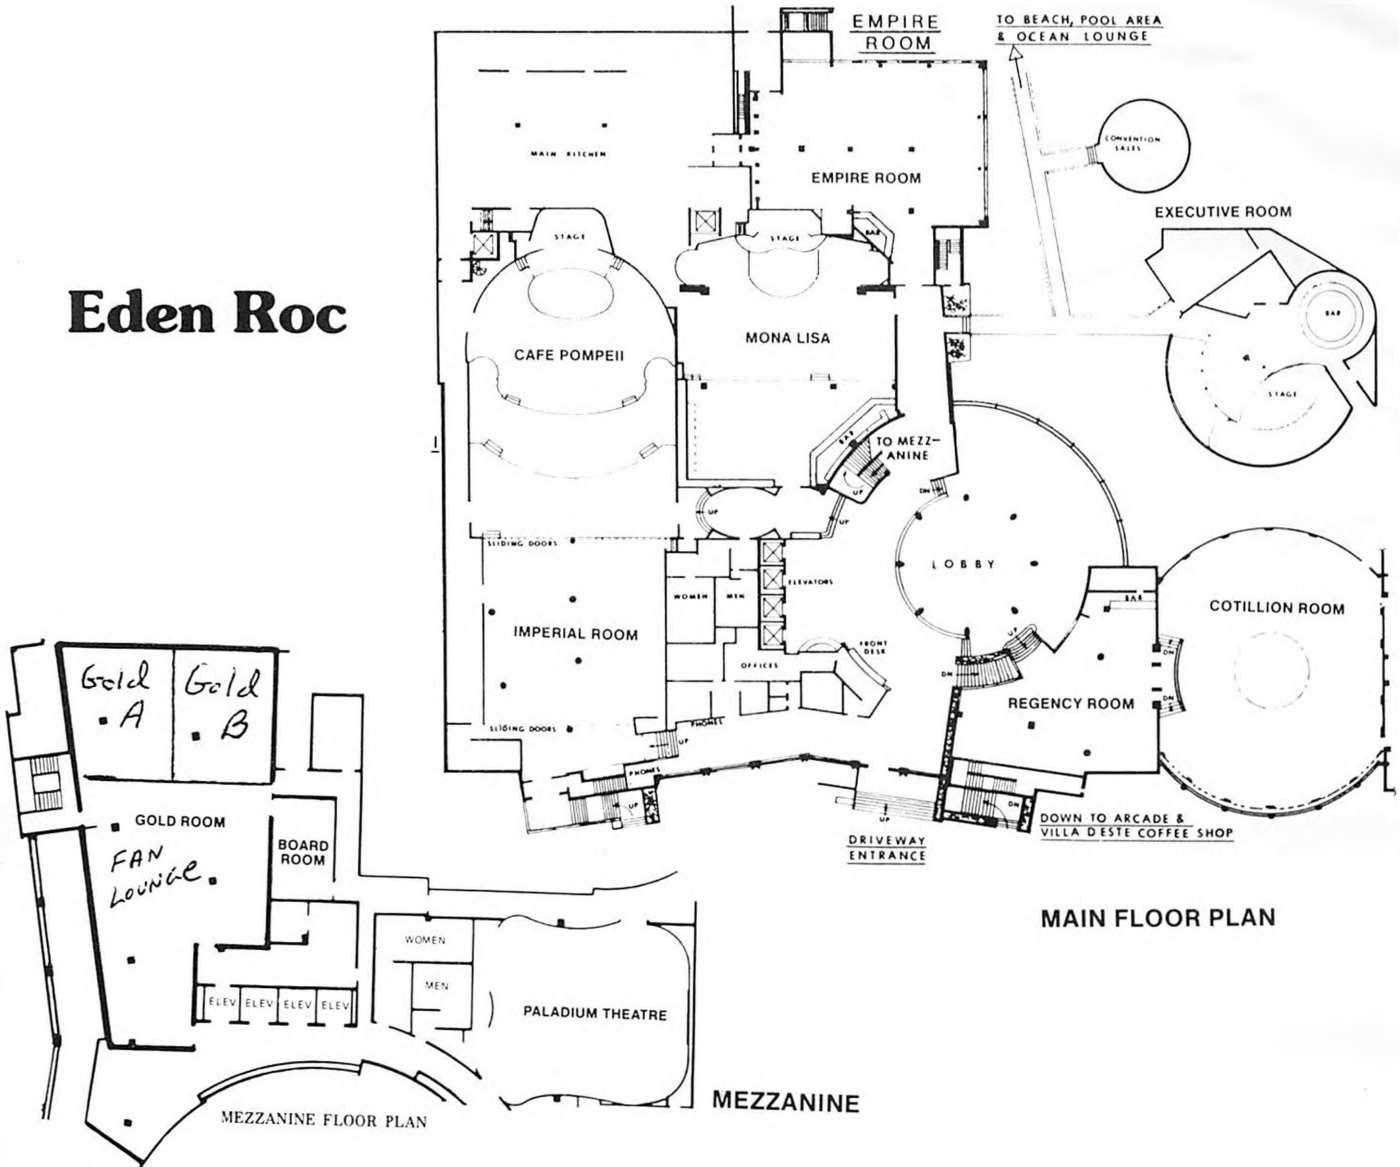 EMPIRE
ROOM
TO BEACH, POOL AREA
& OCEAN LOUNGE
CONVENTION
SALES
MAIN KITCHEN
EMPIRE ROOM
EXECUTIVE ROOM
STAGE
STAGE
BAR
Eden Roc
BAR
CAFE POMPEII
MONA LISA
STAGE
BAR
TO MEZZ-
ANINE
UP
DN
UP
UP
SLIDING DOORS
ELEVATORS
LOBBY
WOMEN
MEN
BAR
COTILLION ROOM
IMPERIAL ROOM
UP
FRONT
DESK
OFFICES
DN
DN
DN
REGENCY ROOM
SLIDING DOORS
PHONES
UP
PHONES
UP
DN
UP
DRIVEWAY
ENTRANCE
DOWN TO ARCADE &
VILLA DESTE COFFEE SHOP
MAIN FLOOR PLAN
Gold
A
Gold
B
GOLD ROOM
FAN
LOUNGE
BOARD
ROOM
WOMEN
MEN
ELEV
ELEV
ELEV
ELEV
PALADIUM THEATRE
MEZZANINE FLOOR PLAN
MEZZANINE